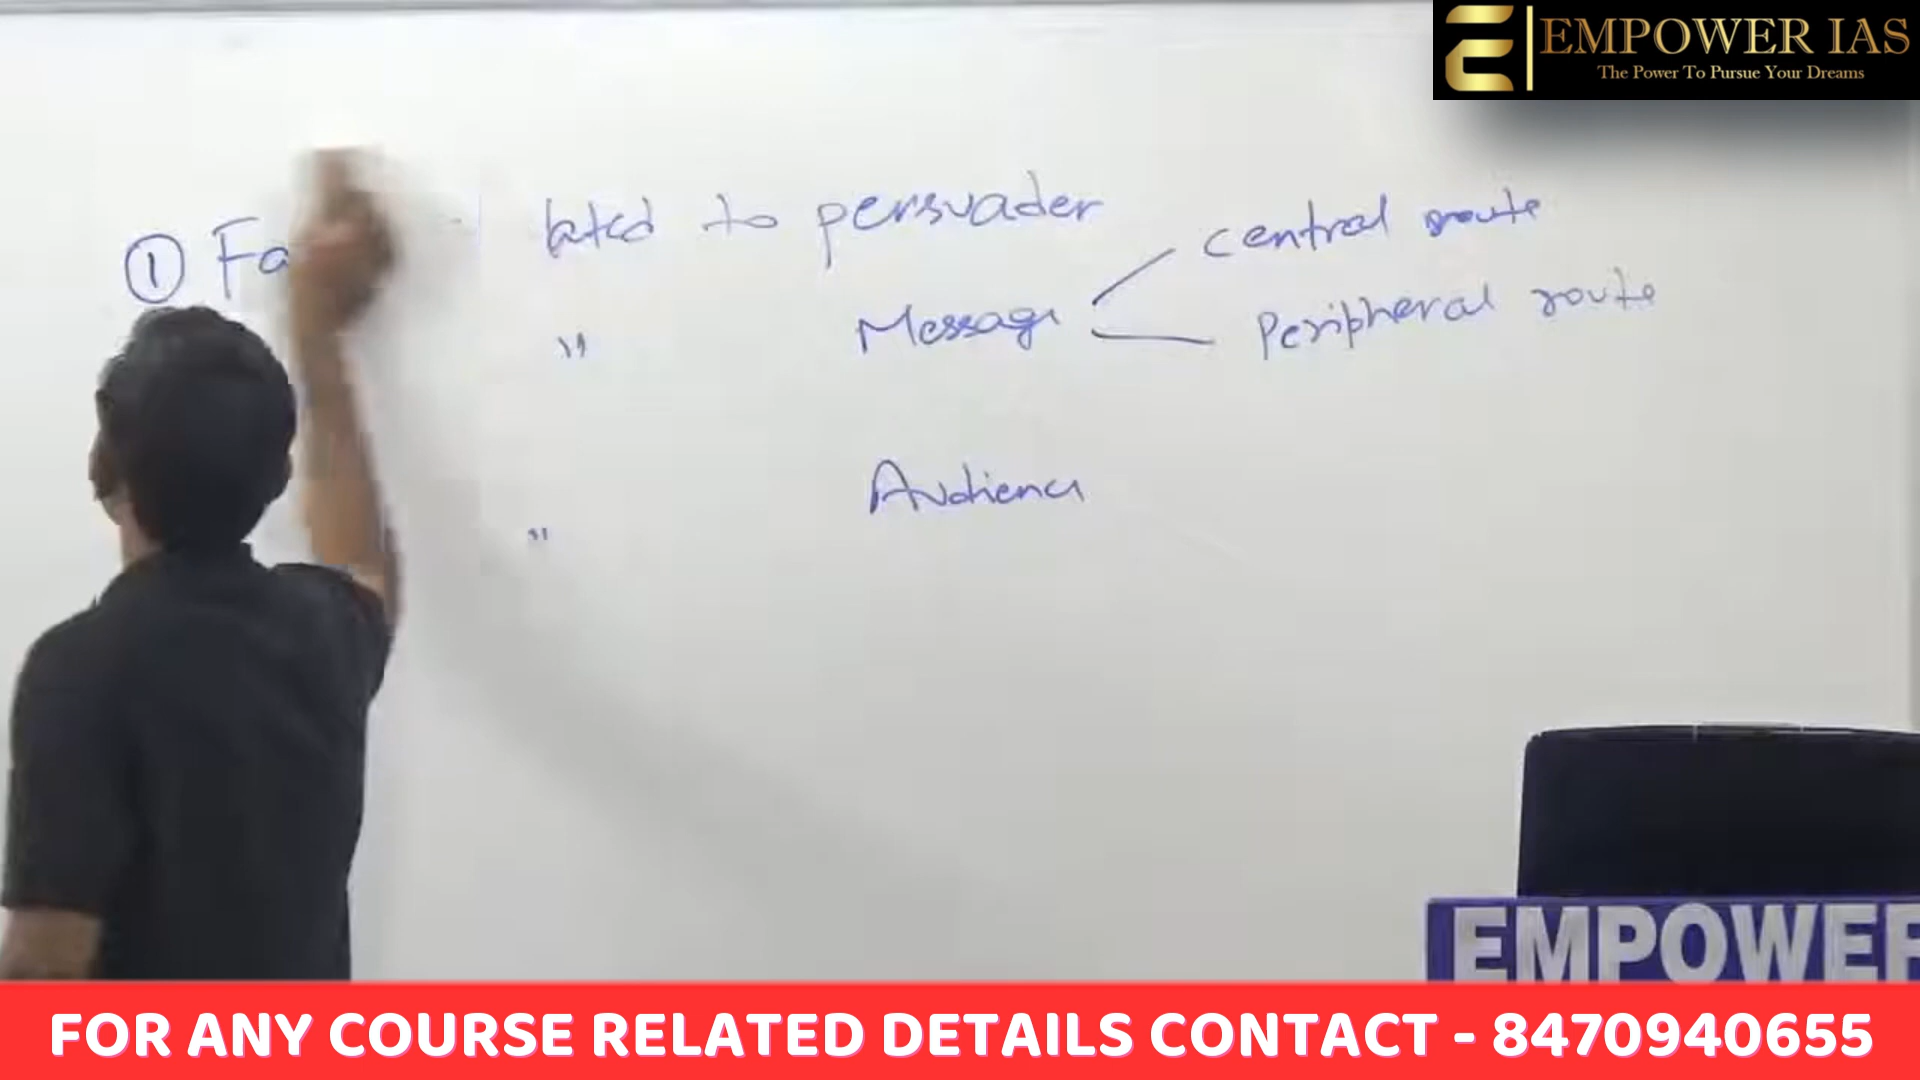 EMPOWER IAS
The Power To Pursue Your Dreams
① Fa lated to persuader
central route
" Message
Peripheral route
" Audience
EMPOWER
FOR ANY COURSE RELATED DETAILS CONTACT - 8470940655